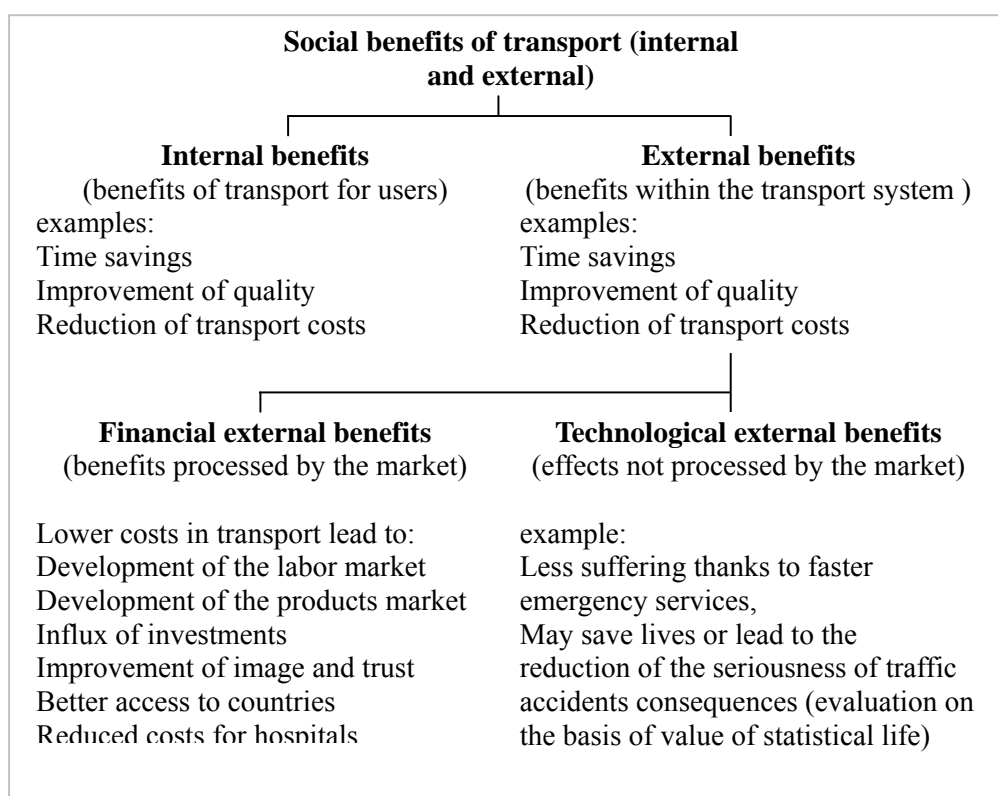 Social benefits of transport (internal
and external)
Internal benefits
(benefits of transport for users)
examples:
Time savings
Improvement of quality
Reduction of transport costs
External benefits
(benefits within the transport system )
examples:
Time savings
Improvement of quality
Reduction of transport costs
Financial external benefits
(benefits processed by the market)
Lower costs in transport lead to:
Development of the labor market
Development of the products market
Influx of investments
Improvement of image and trust
Better access to countries
Reduced costs for hospitals
Technological external benefits
(effects not processed by the market)
example:
Less suffering thanks to faster
emergency services,
May save lives or lead to the
reduction of the seriousness of traffic
accidents consequences (evaluation on
the basis of value of statistical life)